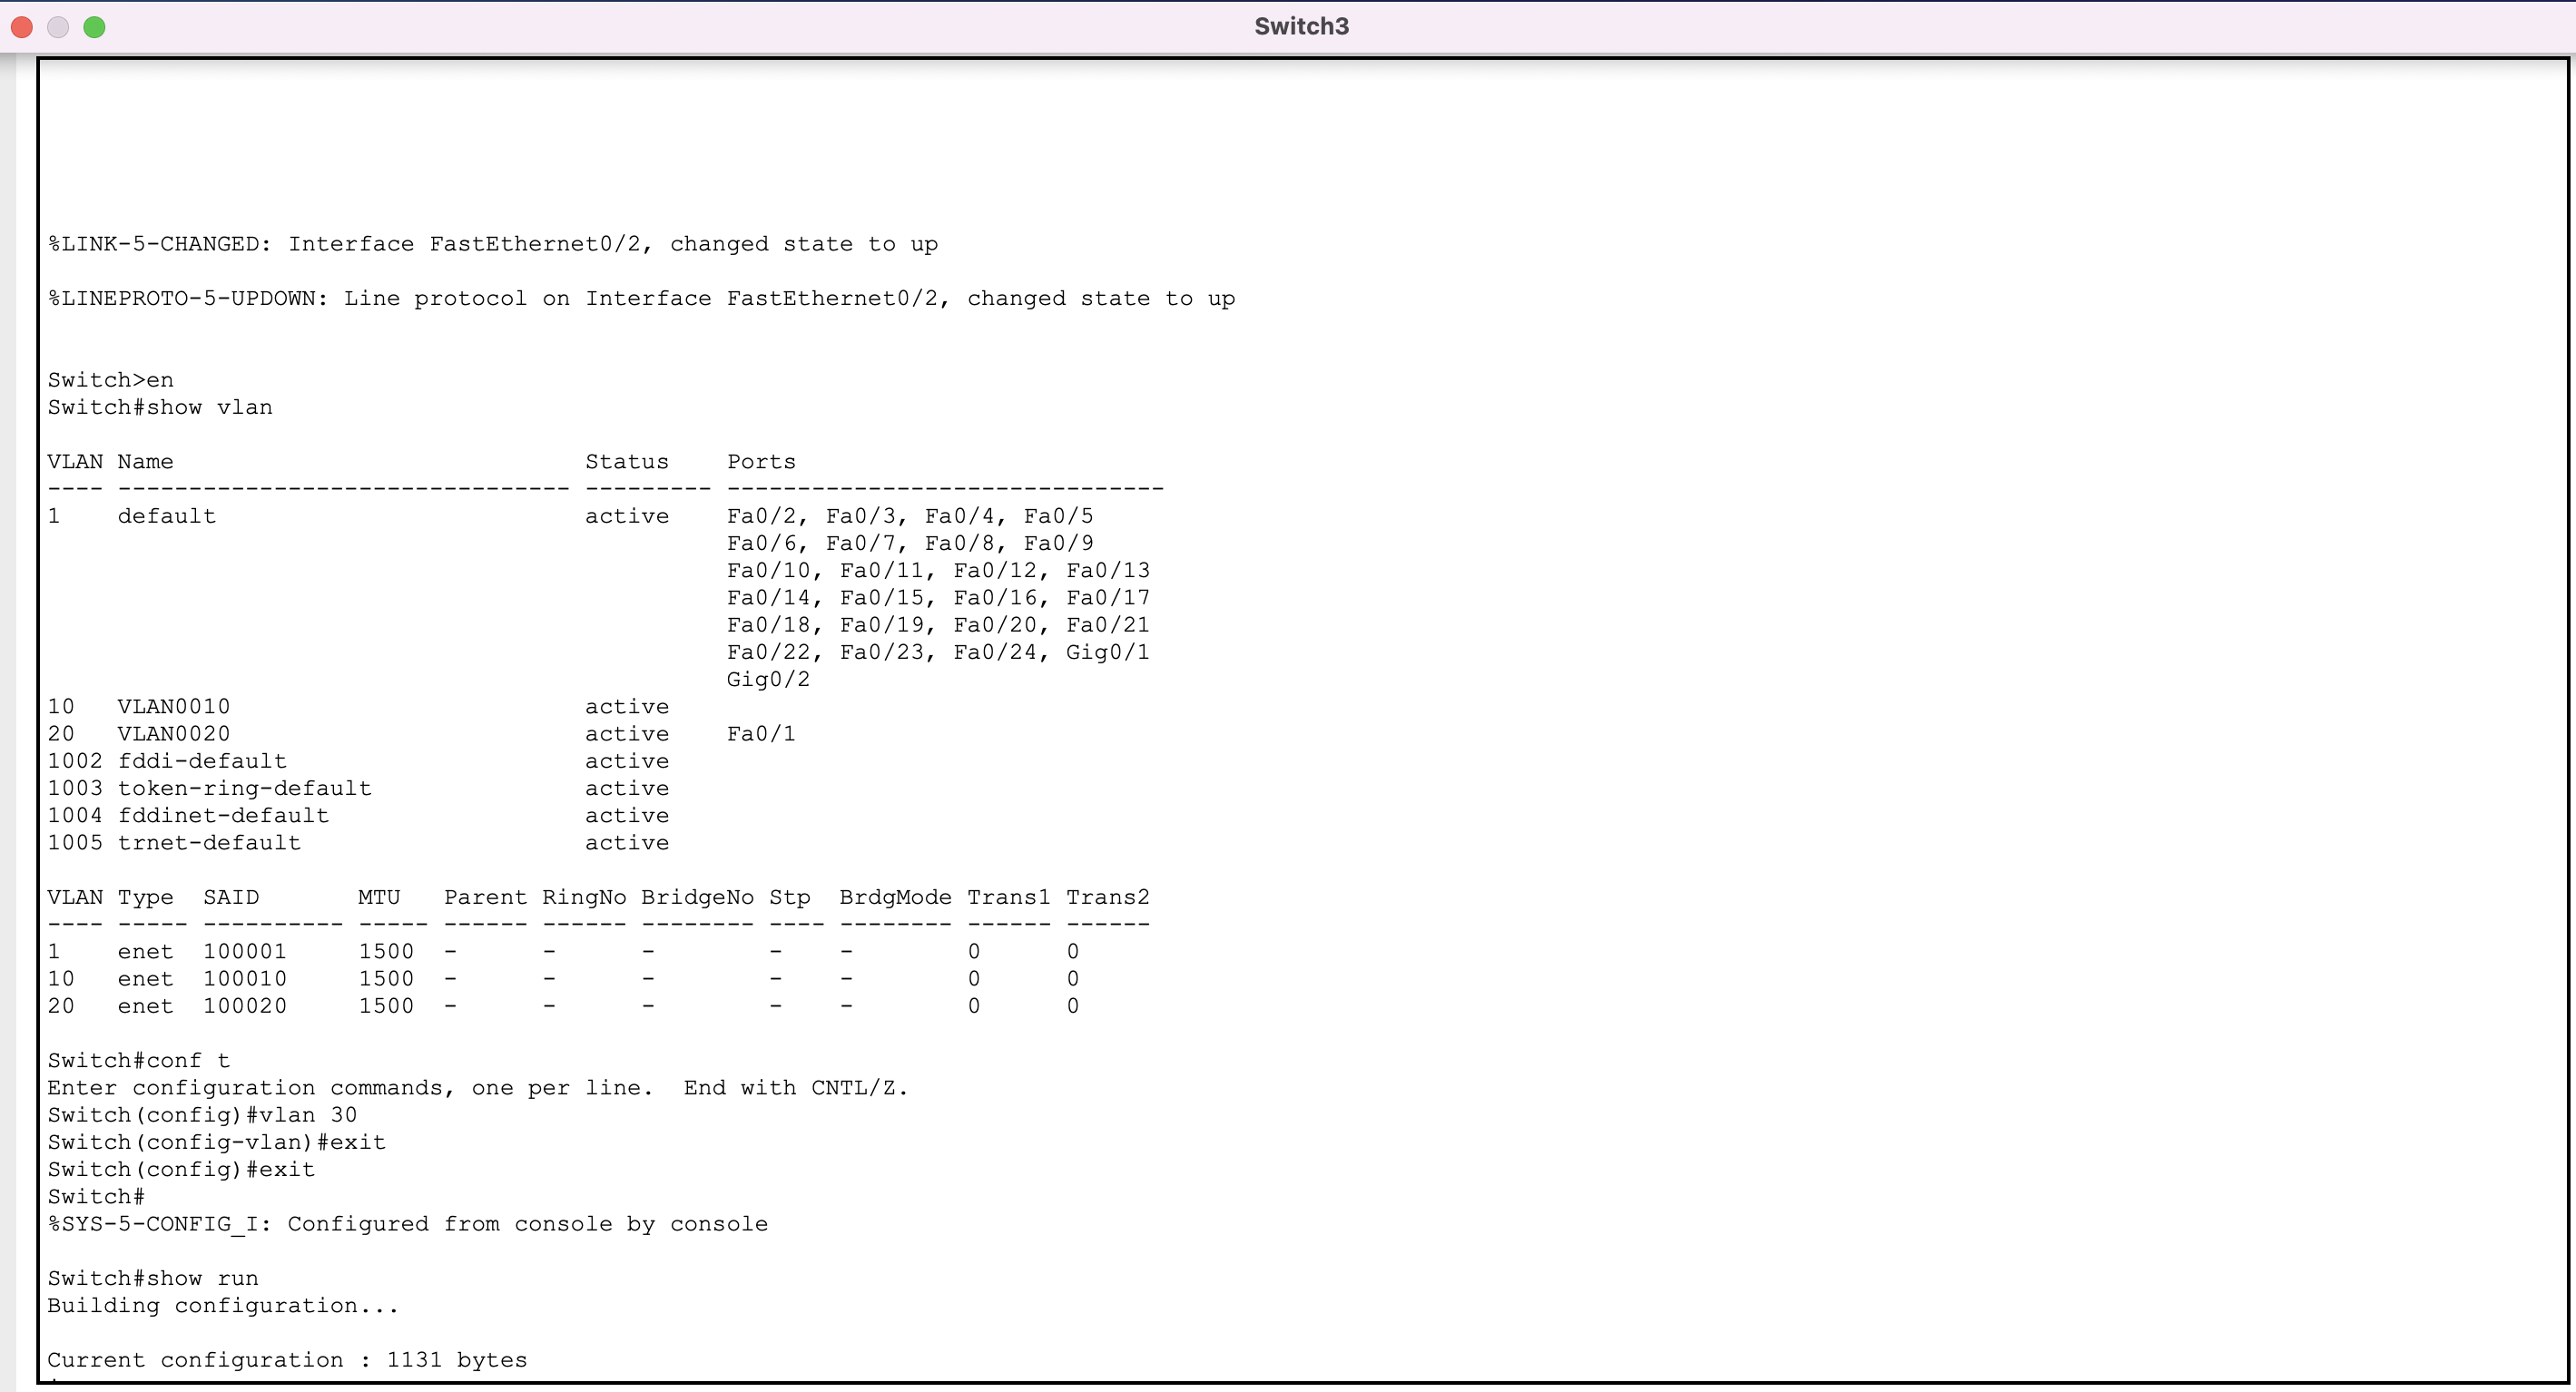 Switch3
%LINK-5-CHANGED: Interface FastEthernet0/2, changed state to up
%LINEPROTO-5-UPDOWN: Line protocol on Interface FastEthernet0/2, changed state to up
Switch>en
Switch#show vlan
VLAN Name                             Status    Ports
---- -------------------------------- --------- -------------------------------
1    default                          active    Fa0/2, Fa0/3, Fa0/4, Fa0/5
                                                Fa0/6, Fa0/7, Fa0/8, Fa0/9
                                                Fa0/10, Fa0/11, Fa0/12, Fa0/13
                                                Fa0/14, Fa0/15, Fa0/16, Fa0/17
                                                Fa0/18, Fa0/19, Fa0/20, Fa0/21
                                                Fa0/22, Fa0/23, Fa0/24, Gig0/1
                                                Gig0/2
10   VLAN0010                         active    
20   VLAN0020                         active    Fa0/1
1002 fddi-default                     active    
1003 token-ring-default               active    
1004 fddinet-default                  active    
1005 trnet-default                    active    
VLAN Type  SAID       MTU   Parent RingNo BridgeNo Stp  BrdgMode Trans1 Trans2
---- ----- ---------- ----- ------ ------ -------- ---- -------- ------ ------
1    enet  100001     1500  -      -      -        -    -        0      0
10   enet  100010     1500  -      -      -        -    -        0      0
20   enet  100020     1500  -      -      -        -    -        0      0
Switch#conf t
Enter configuration commands, one per line.  End with CNTL/Z.
Switch(config)#vlan 30
Switch(config-vlan)#exit
Switch(config)#exit
Switch#
%SYS-5-CONFIG_I: Configured from console by console
Switch#show run
Building configuration...
Current configuration : 1131 bytes